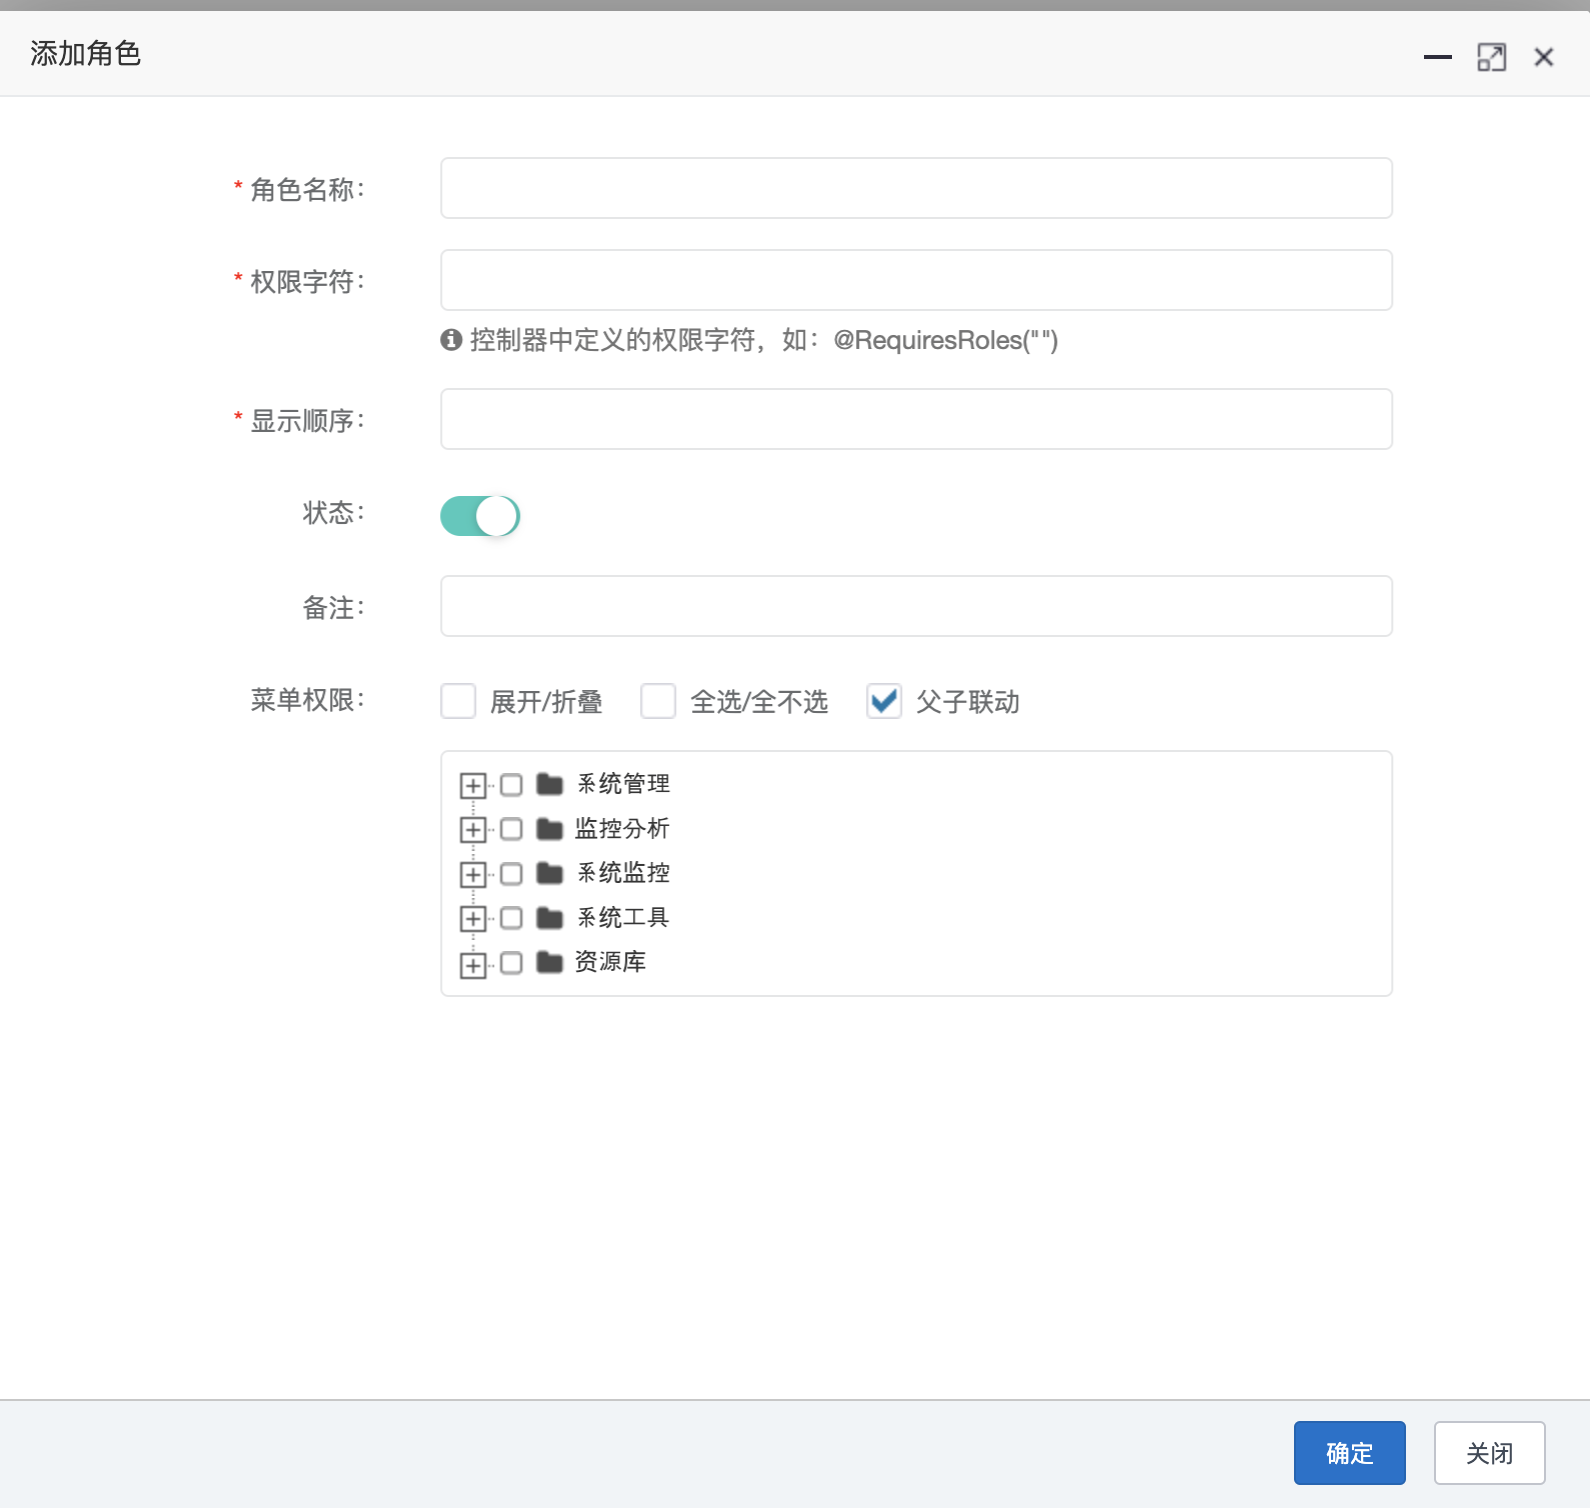 添加角色
* 角色名称：
* 权限字符：
控制器中定义的权限字符，如：@RequiresRoles("")
* 显示顺序：
状态：
备注：
菜单权限： 展开/折叠 全选/全不选 父子联动
系统管理
监控分析
系统监控
系统工具
资源库
确定 关闭